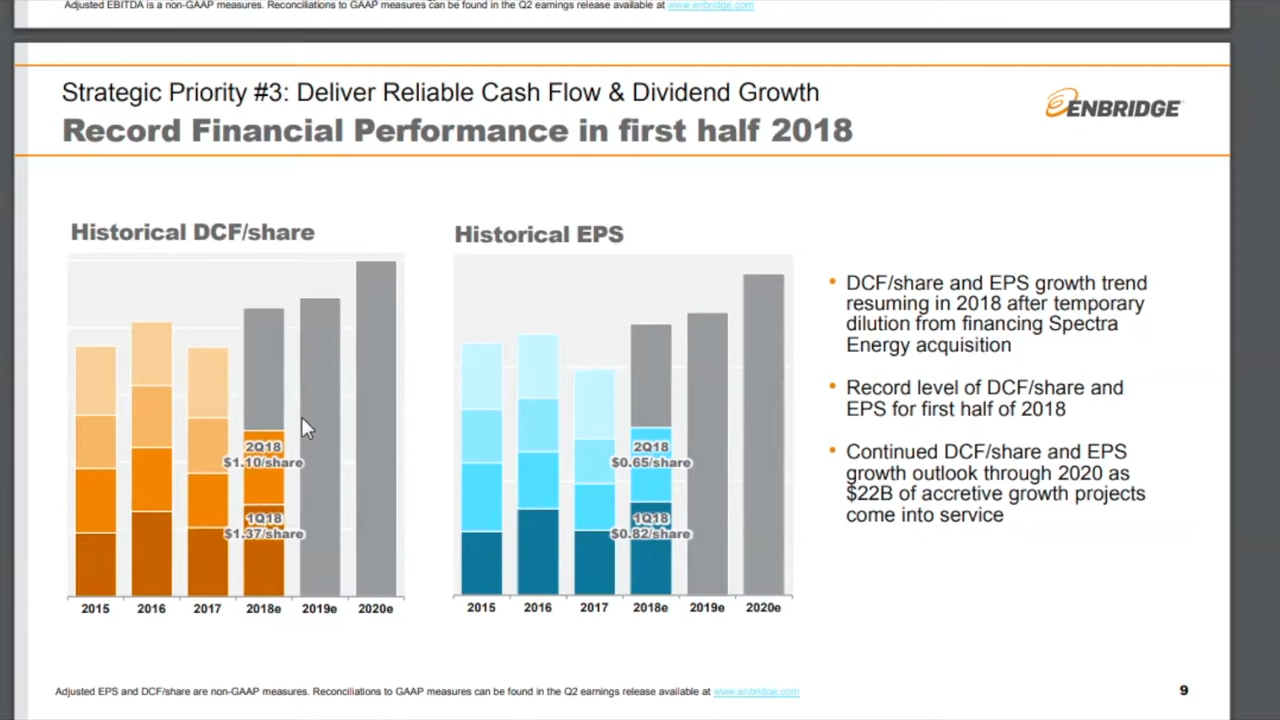 Adjusted EBITDA is a non-GAAP measures. Reconciliations to GAAP measures can be found in the Q2 earnings release available at www.enbridge.com
Strategic Priority #3: Deliver Reliable Cash Flow & Dividend Growth
Record Financial Performance in first half 2018
ENBRIDGE
Historical DCF/share
2Q18
$1.10/share
1Q18
$1.37/share
2015 2016 2017 2018e 2019e 2020e
Historical EPS
2Q18
$0.65/share
1Q18
$0.82/share
2015 2016 2017 2018e 2019e 2020e
• DCF/share and EPS growth trend
resuming in 2018 after temporary
dilution from financing Spectra
Energy acquisition
• Record level of DCF/share and
EPS for first half of 2018
• Continued DCF/share and EPS
growth outlook through 2020 as
$22B of accretive growth projects
come into service
Adjusted EPS and DCF/share are non-GAAP measures. Reconciliations to GAAP measures can be found in the Q2 earnings release available at www.enbridge.com
9